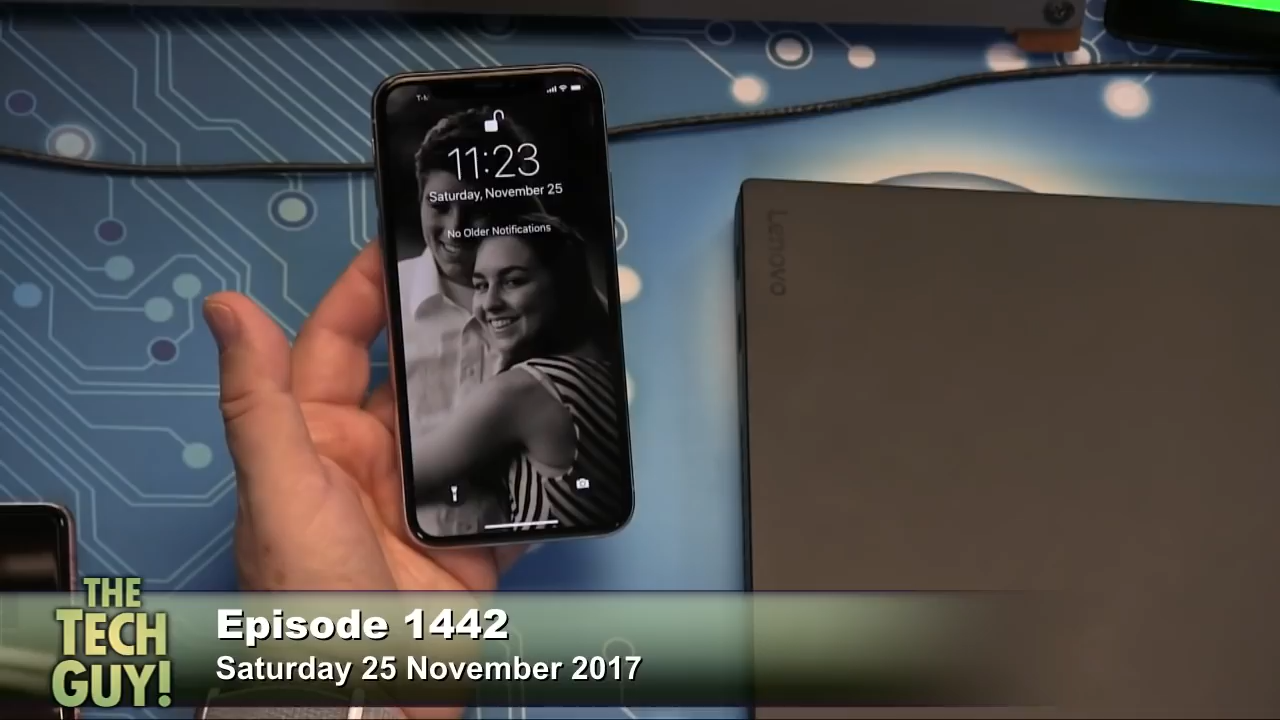 11:23
Saturday, November 25
No Older Notifications
Lenovo
THE
TECH
GUY!
Episode 1442
Saturday 25 November 2017